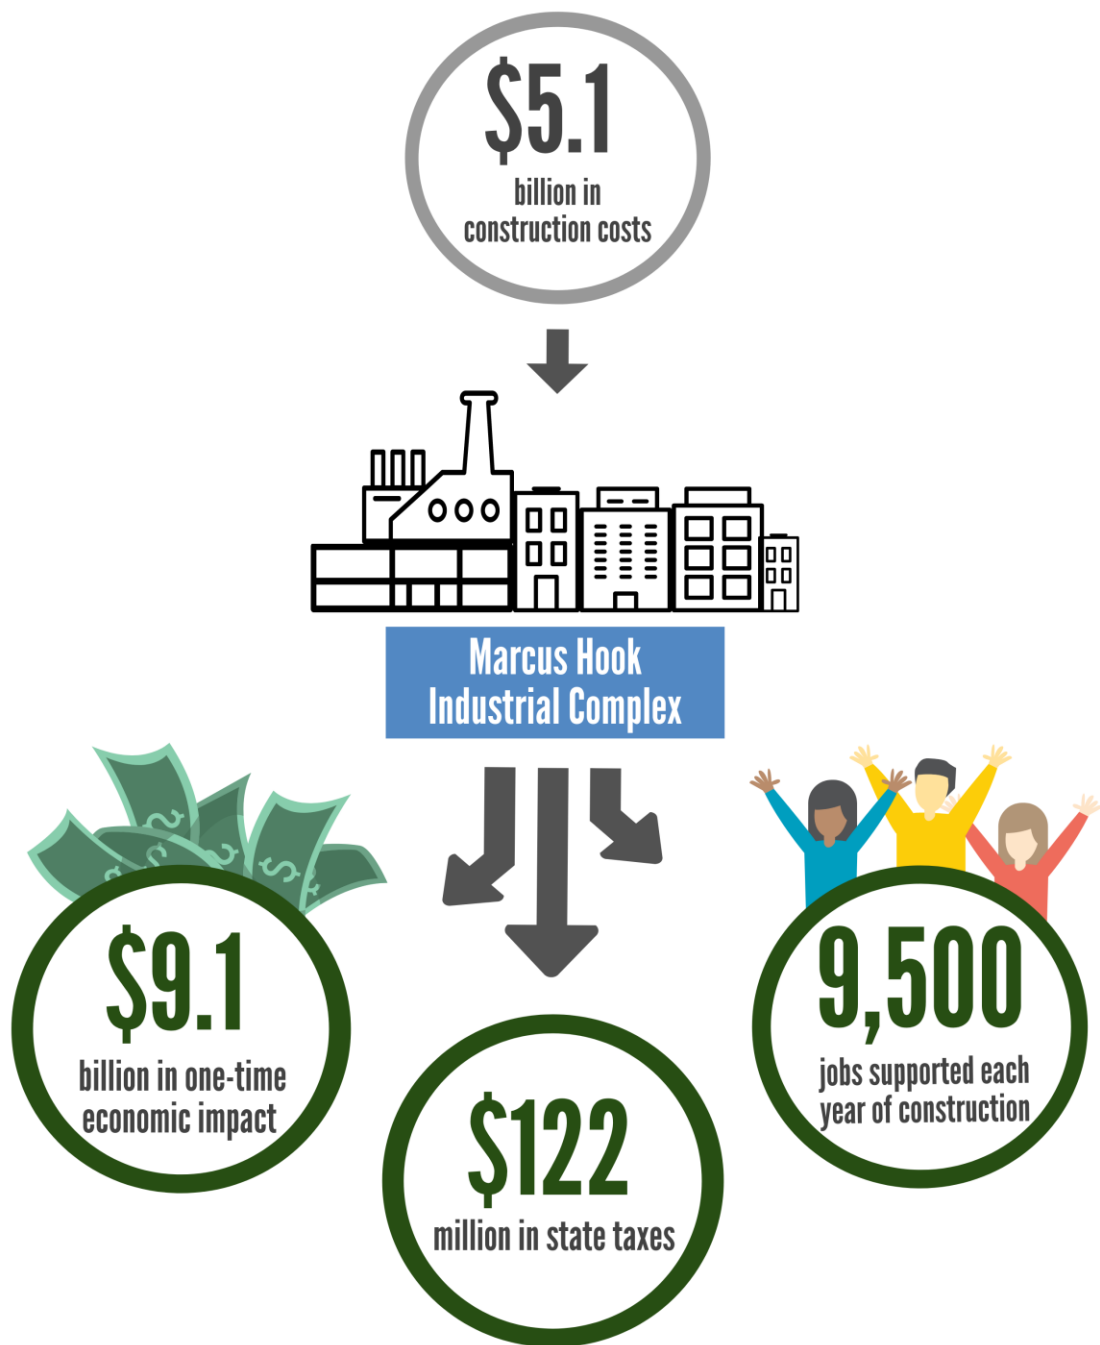 $5.1
billion in
construction costs
Marcus Hook
Industrial Complex
$9.1
billion in one-time
economic impact
$122
million in state taxes
9,500
jobs supported each
year of construction